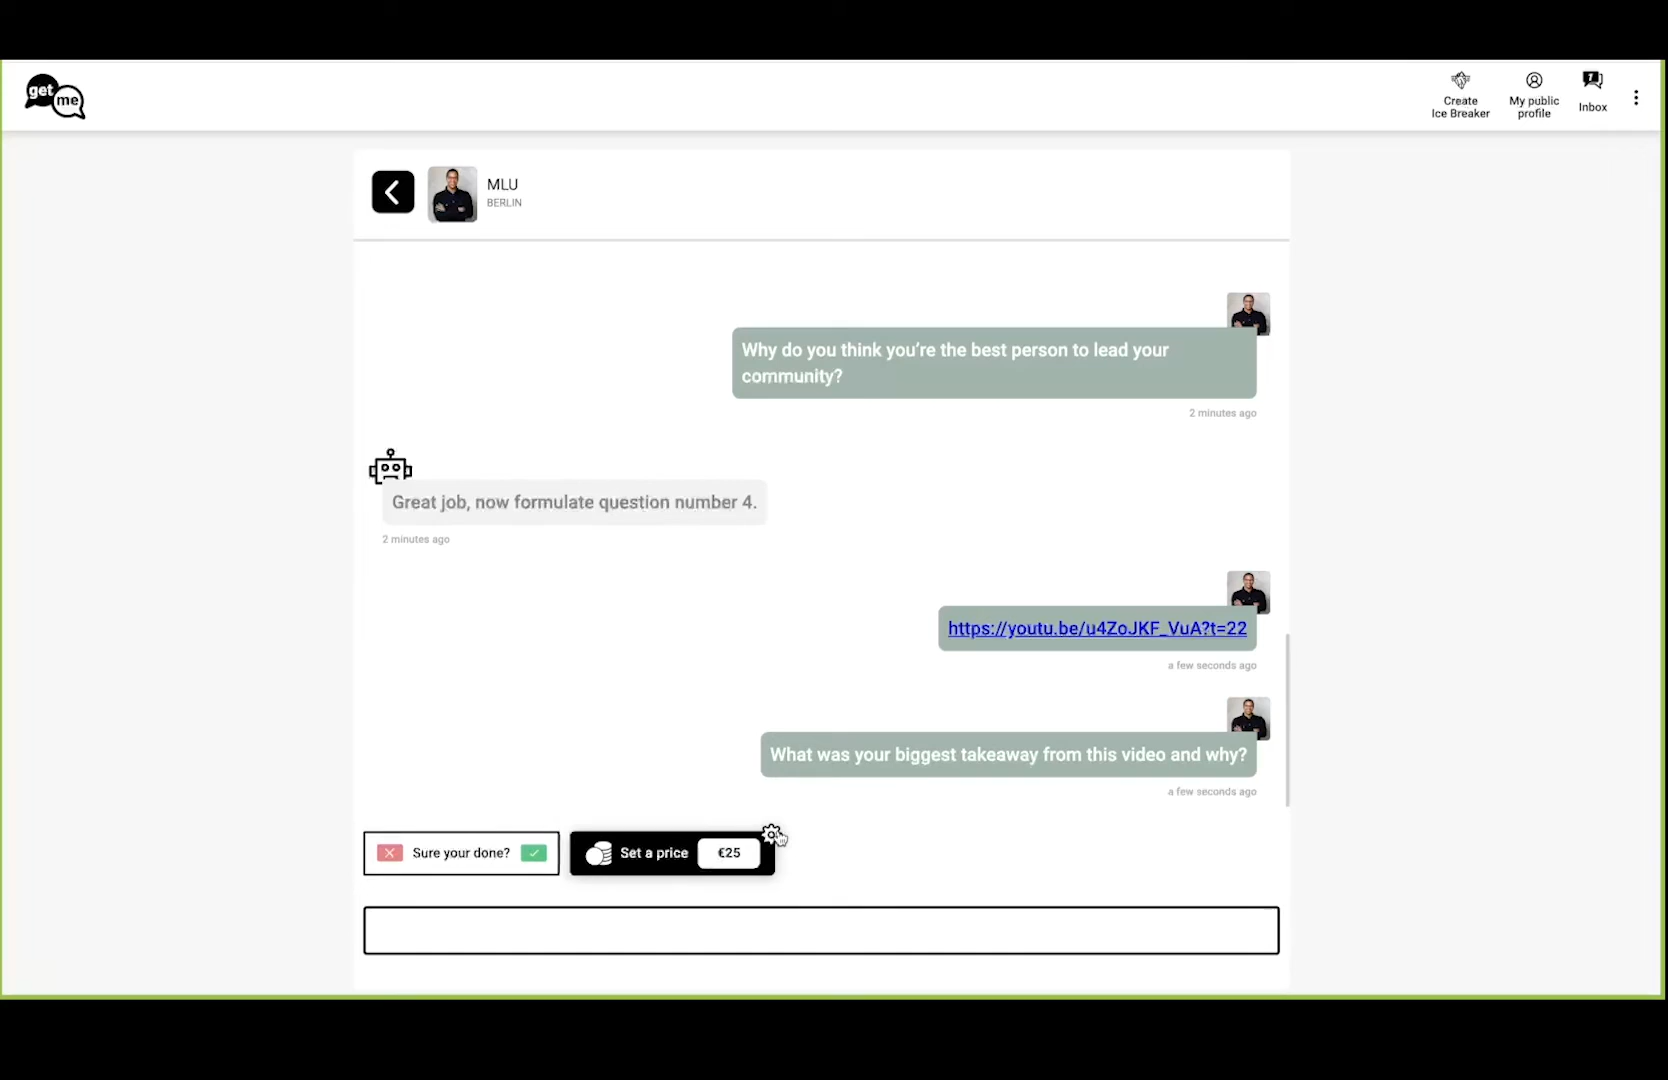 get
me
Create
Ice Breaker
My public
profile
Inbox
MLU
BERLIN
Why do you think you're the best person to lead your
community?
2 minutes ago
Great job, now formulate question number 4.
2 minutes ago
https://youtu.be/u4ZoJKF_VuA?t=22
a few seconds ago
What was your biggest takeaway from this video and why?
a few seconds ago
Sure your done?
Set a price
€25